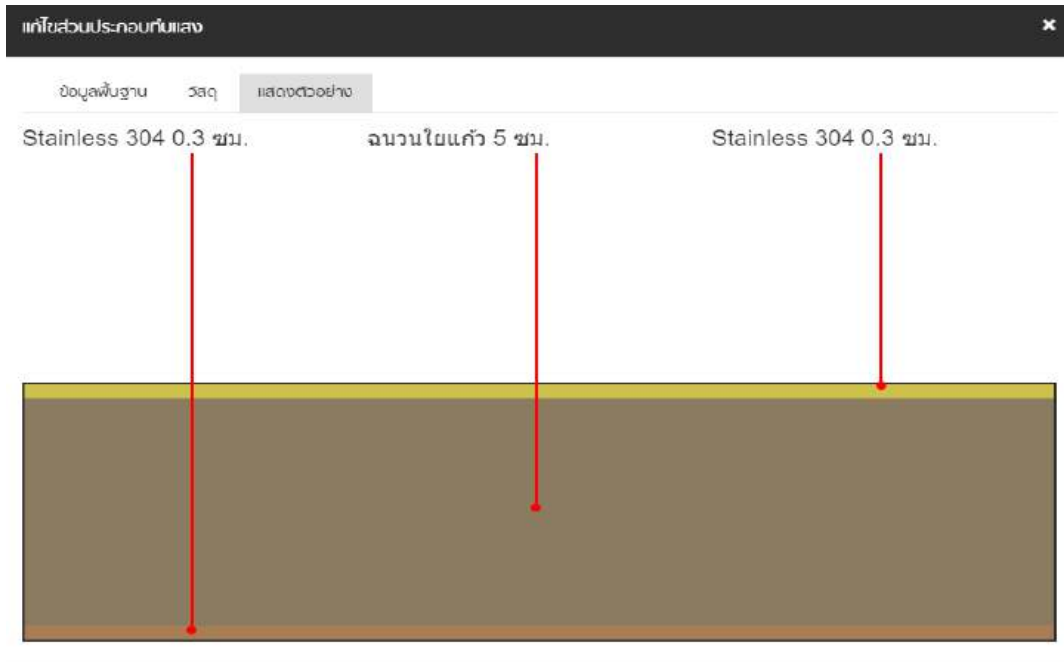 แก้ไขส่วนประกอบทึบแสง ×
ข้อมูลพื้นฐาน วัสดุ แสดงตัวอย่าง
Stainless 304 0.3 ซม. ฉนวนใยแก้ว 5 ซม. Stainless 304 0.3 ซม.